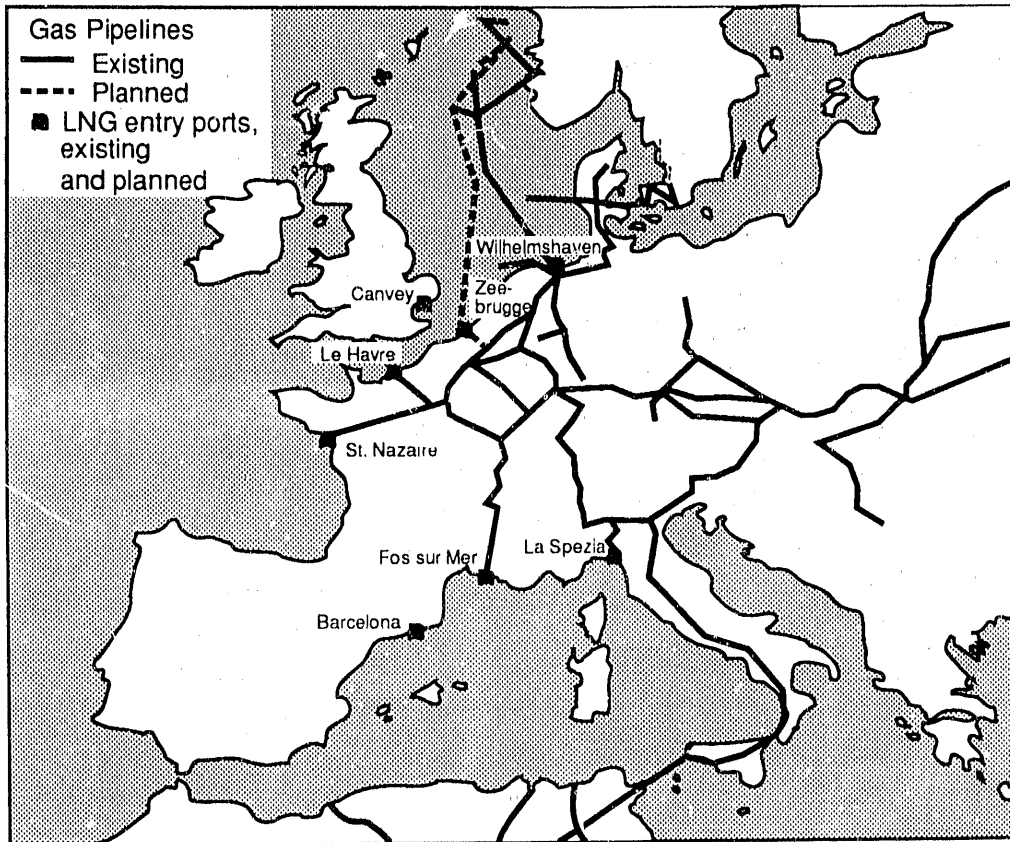 Gas Pipelines
Existing
Planned
LNG entry ports,
existing
and planned
Wilhelmshaven
Canvey
Zee-
brugge
Le Havre
St. Nazaire
Fos sur Mer
La Spezia
Barcelona